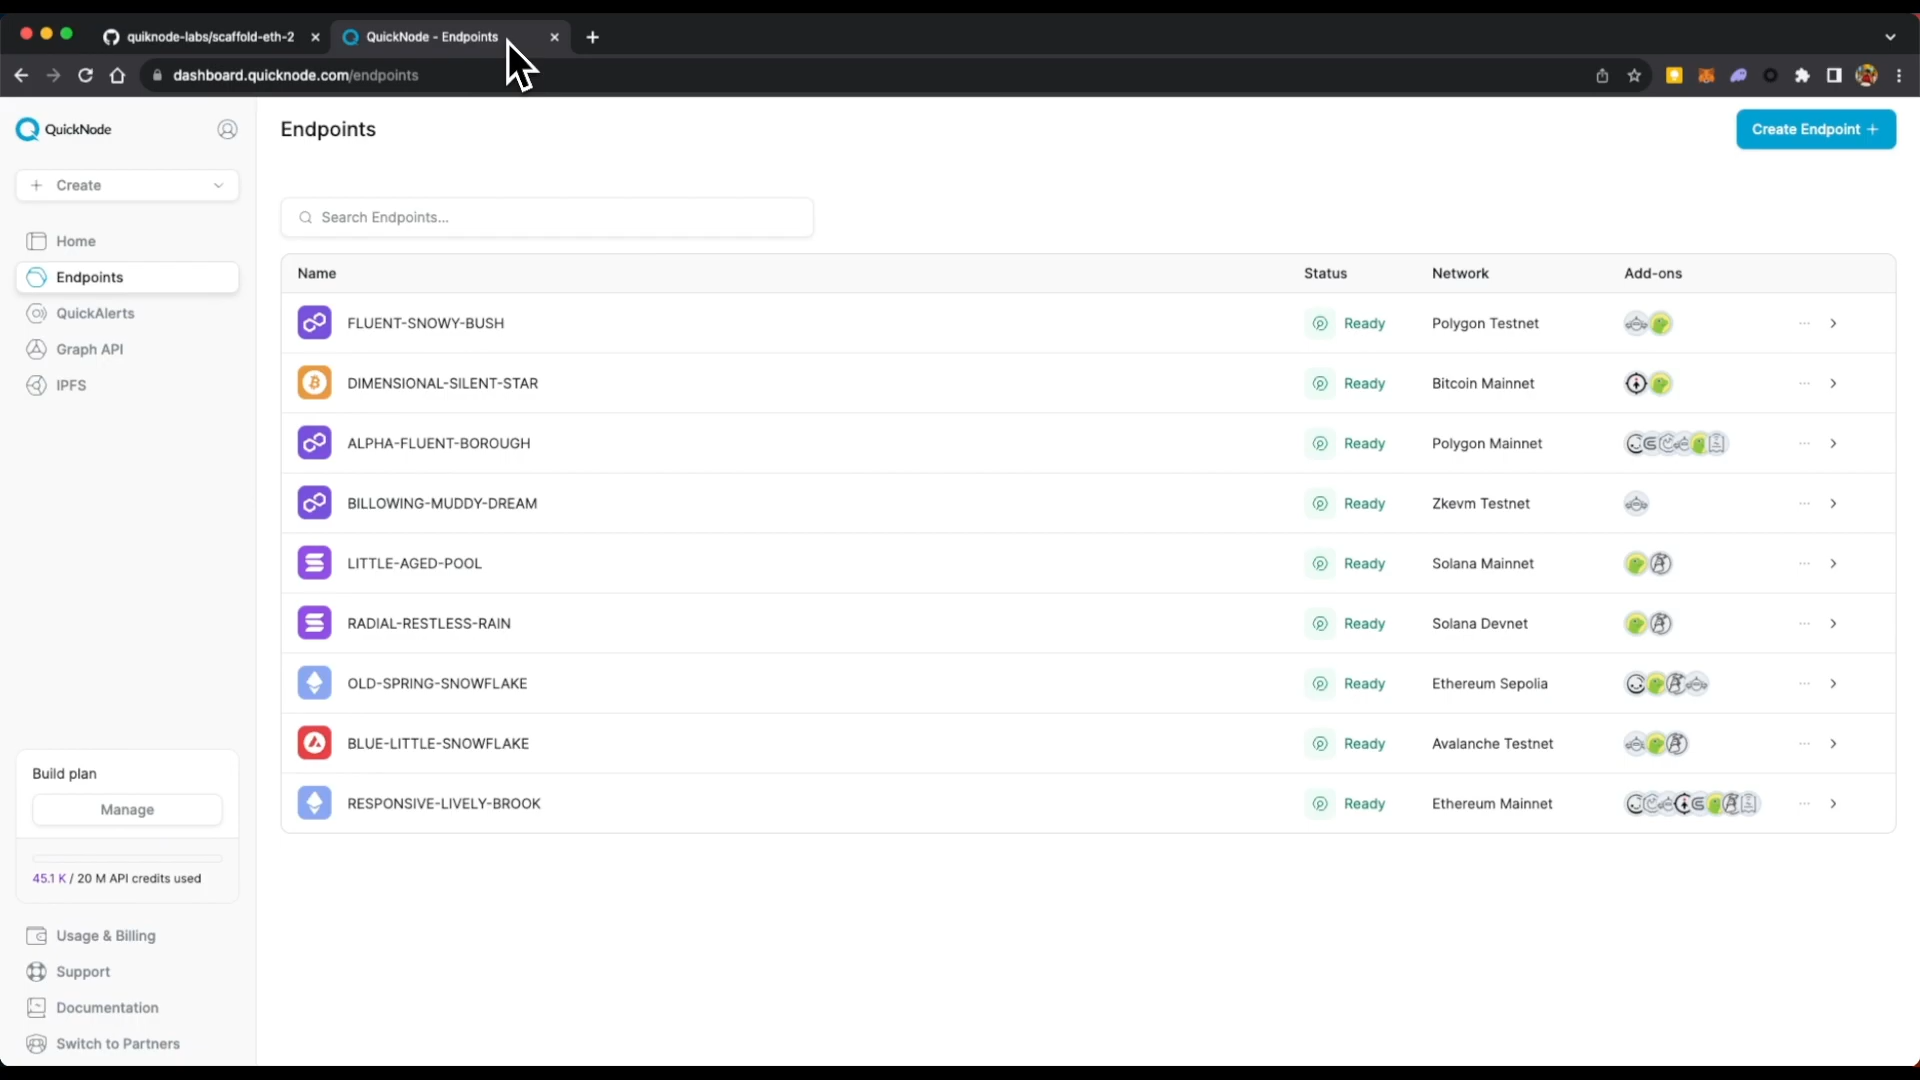 quiknode-labs/scaffold-eth-2
QuickNode - Endpoints
dashboard.quicknode.com/endpoints
QuickNode
Create
Home
Endpoints
QuickAlerts
Graph API
IPFS
Build plan
Manage
45.1 K / 20 M API credits used
Usage & Billing
Support
Documentation
Switch to Partners
Endpoints
Create Endpoint +
Search Endpoints...
Name Status Network Add-ons
FLUENT-SNOWY-BUSH Ready Polygon Testnet
DIMENSIONAL-SILENT-STAR Ready Bitcoin Mainnet
ALPHA-FLUENT-BOROUGH Ready Polygon Mainnet
BILLOWING-MUDDY-DREAM Ready Zkevm Testnet
LITTLE-AGED-POOL Ready Solana Mainnet
RADIAL-RESTLESS-RAIN Ready Solana Devnet
OLD-SPRING-SNOWFLAKE Ready Ethereum Sepolia
BLUE-LITTLE-SNOWFLAKE Ready Avalanche Testnet
RESPONSIVE-LIVELY-BROOK Ready Ethereum Mainnet